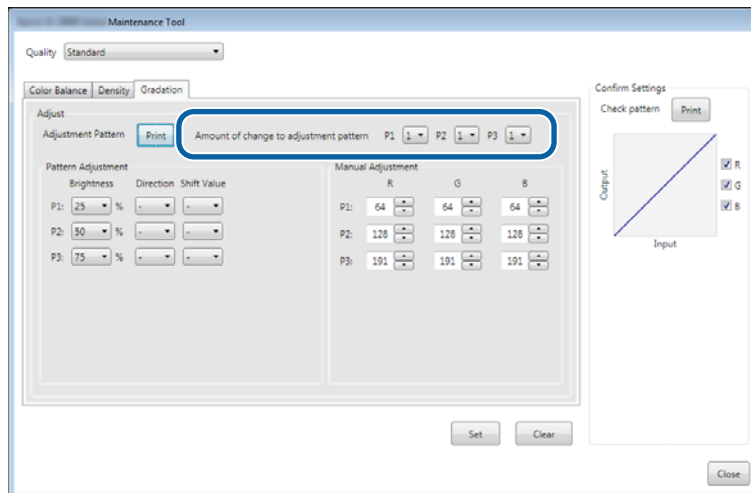 Maintenance Tool
Quality Standard
Color Balance Density Gradation
Adjust
Adjustment Pattern Print Amount of change to adjustment pattern P1 1 P2 1 P3 1
Pattern Adjustment
Brightness Direction Shift Value
P1: 25 % - -
P2: 50 % - -
P3: 75 % - -
Manual Adjustment
R G B
P1: 64 64 64
P2: 128 128 128
P3: 191 191 191
Set Clear
Confirm Settings
Check pattern Print
Output
Input
R
G
B
Close